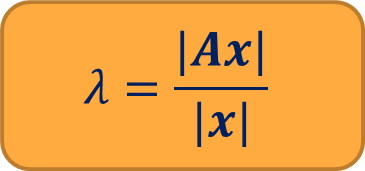 λ = |Ax| / |x|